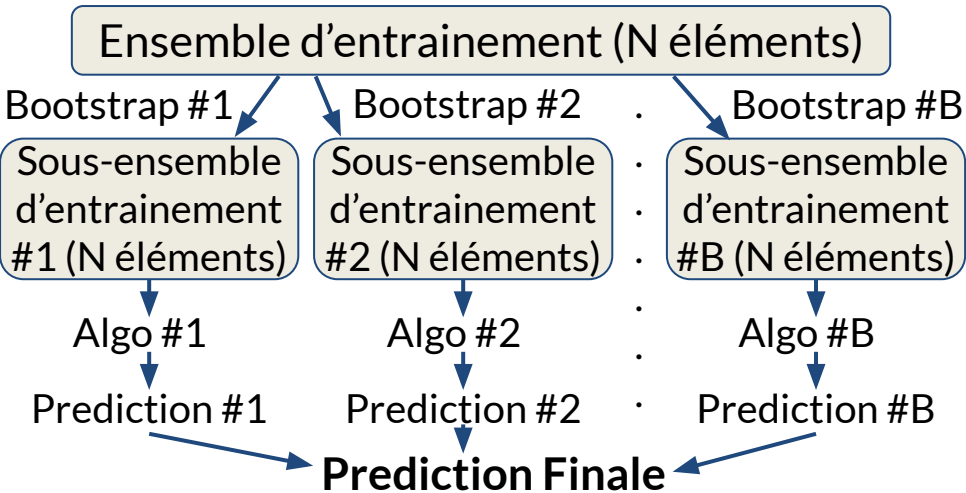 Ensemble d’entrainement (N éléments)
Bootstrap #1
Bootstrap #2
Bootstrap #B
Sous-ensemble
d’entrainement
#1 (N éléments)
Sous-ensemble
d’entrainement
#2 (N éléments)
Sous-ensemble
d’entrainement
#B (N éléments)
Algo #1
Algo #2
Algo #B
Prediction #1
Prediction #2
Prediction #B
Prediction Finale